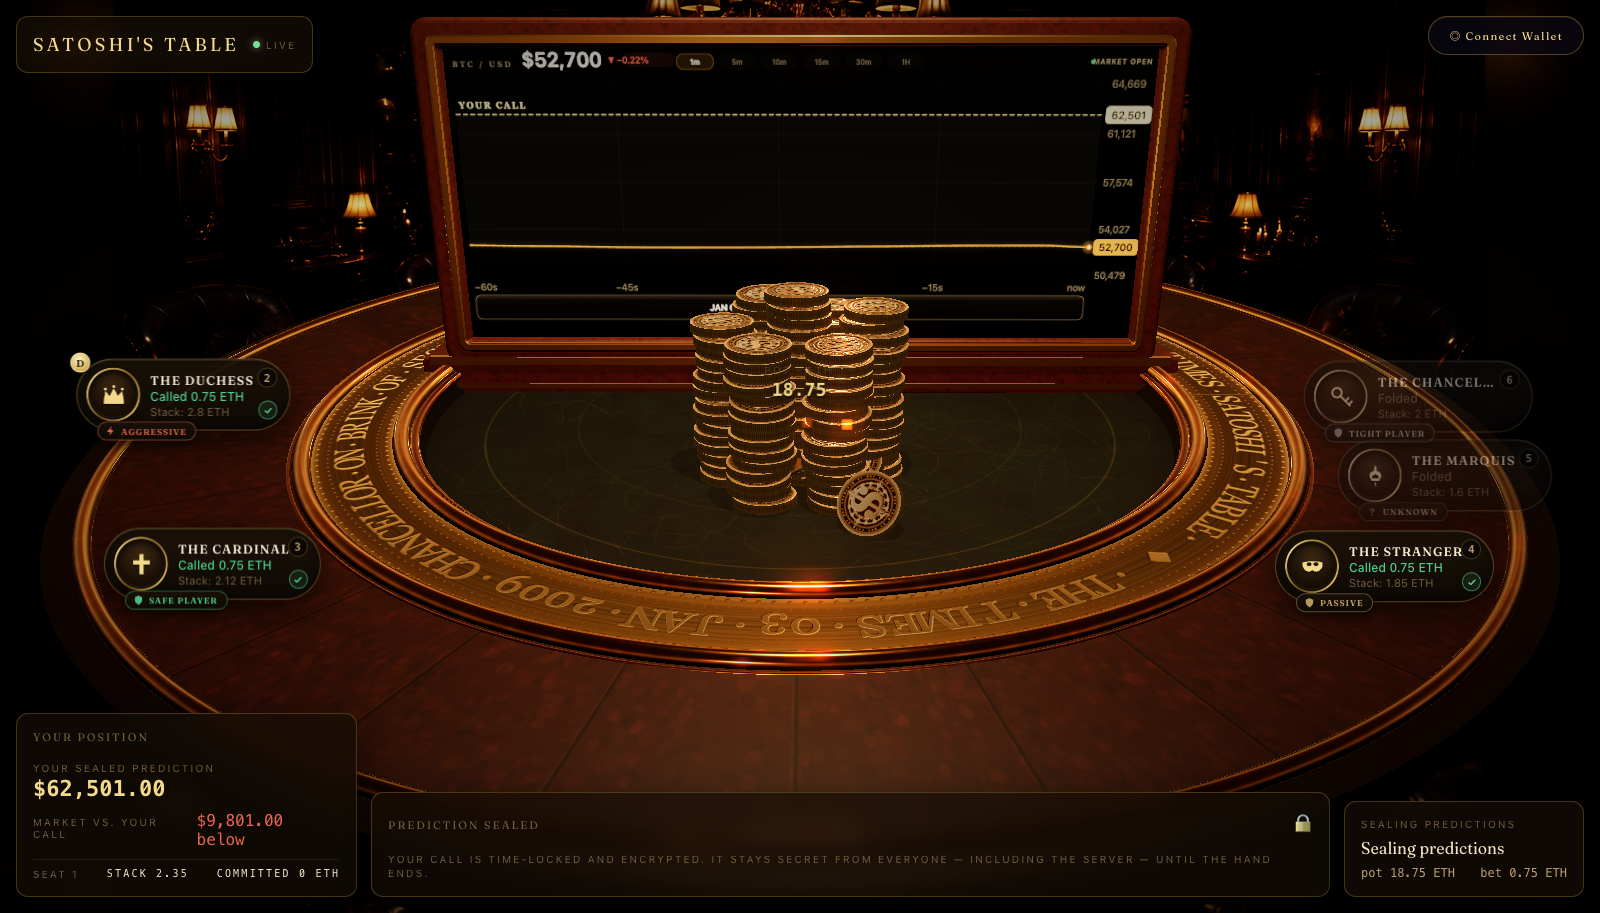 SATOSHI'S TABLE
LIVE
Connect Wallet
BTC / USD $52,700 ▼ −0.22% 1m 5m 10m 15m 30m 1H MARKET OPEN
64,669
YOUR CALL
62,501
61,121
57,574
54,027
52,700
50,479
−60s −45s −15s now
JAN
18.75
D
THE DUCHESS 2
Called 0.75 ETH
Stack: 2.8 ETH
AGGRESSIVE
THE CARDINAL 3
Called 0.75 ETH
Stack: 2.12 ETH
SAFE PLAYER
THE CHANCEL... 6
Folded
Stack: 2 ETH
TIGHT PLAYER
THE MARQUIS 5
Folded
Stack: 1.6 ETH
? UNKNOWN
THE STRANGER 4
Called 0.75 ETH
Stack: 1.85 ETH
PASSIVE
THE · TIMES · 03 · JAN · 2009 · CHANCELLOR · ON BRINK · OF
TIMES · SATOSHI'S · TABLE ·
YOUR POSITION
YOUR SEALED PREDICTION
$62,501.00
MARKET VS. YOUR CALL
$9,801.00 below
SEAT 1 STACK 2.35 COMMITTED 0 ETH
PREDICTION SEALED
YOUR CALL IS TIME-LOCKED AND ENCRYPTED. IT STAYS SECRET FROM EVERYONE — INCLUDING THE SERVER — UNTIL THE HAND
ENDS.
SEALING PREDICTIONS
Sealing predictions
pot 18.75 ETH bet 0.75 ETH